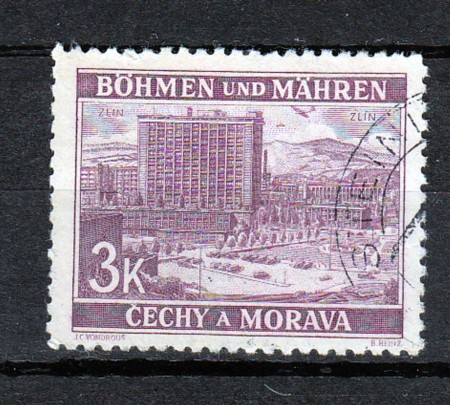 BÖHMEN UND MÄHREN
ZLÍN ZLÍN
3K
ČECHY A MORAVA
J.C. VONDROUŠ B. HEINZ